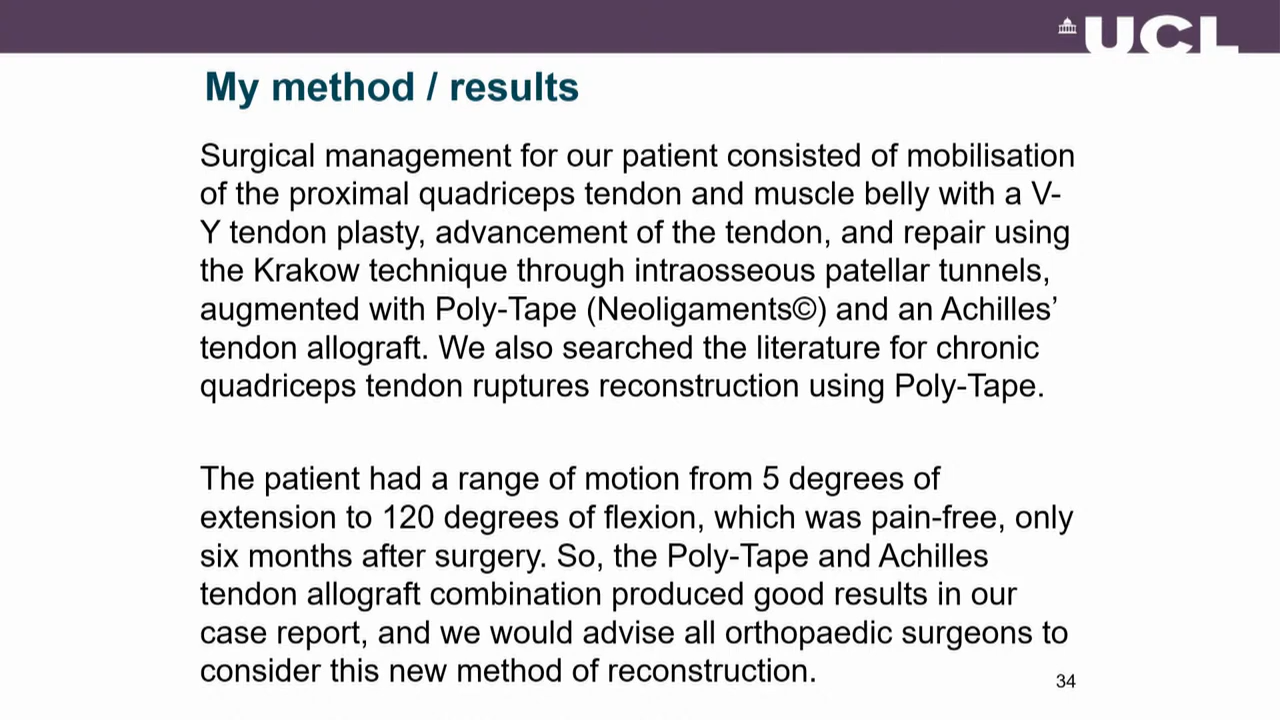 UCL
My method / results
Surgical management for our patient consisted of mobilisation
of the proximal quadriceps tendon and muscle belly with a V-
Y tendon plasty, advancement of the tendon, and repair using
the Krakow technique through intraosseous patellar tunnels,
augmented with Poly-Tape (Neoligaments©) and an Achilles’
tendon allograft. We also searched the literature for chronic
quadriceps tendon ruptures reconstruction using Poly-Tape.
The patient had a range of motion from 5 degrees of
extension to 120 degrees of flexion, which was pain-free, only
six months after surgery. So, the Poly-Tape and Achilles
tendon allograft combination produced good results in our
case report, and we would advise all orthopaedic surgeons to
consider this new method of reconstruction.
34